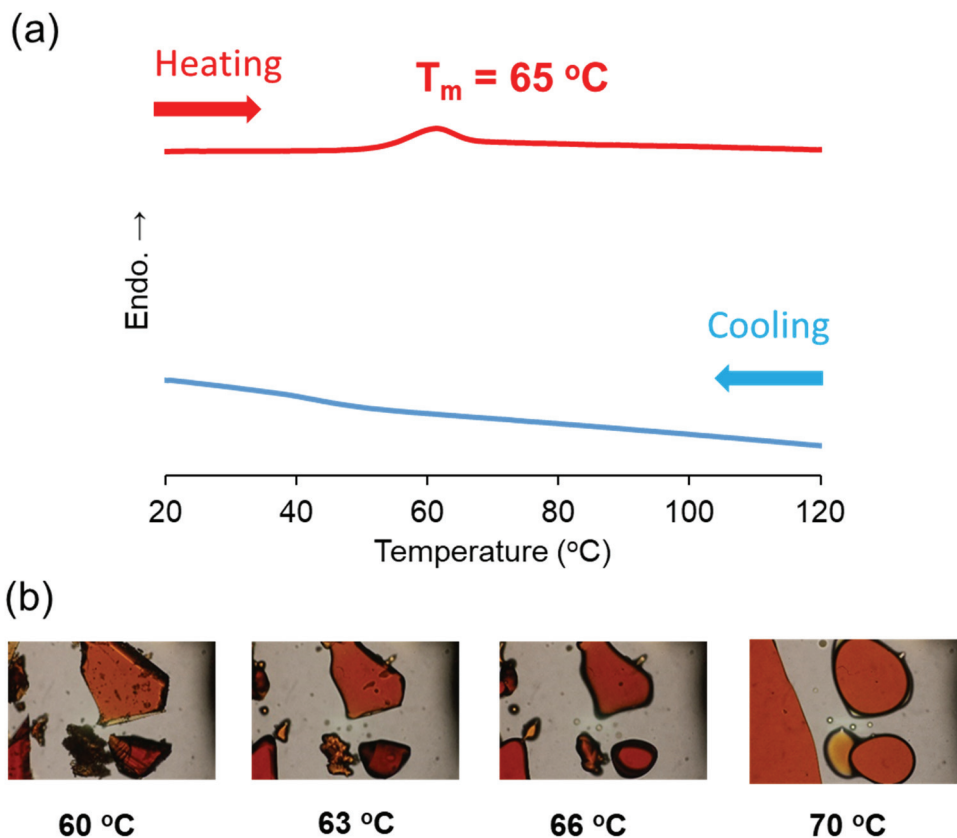 (a)
Heating
Tm = 65 oC
Endo. →
Cooling
20 40 60 80 100 120
Temperature (oC)
(b)
60 oC 63 oC 66 oC 70 oC